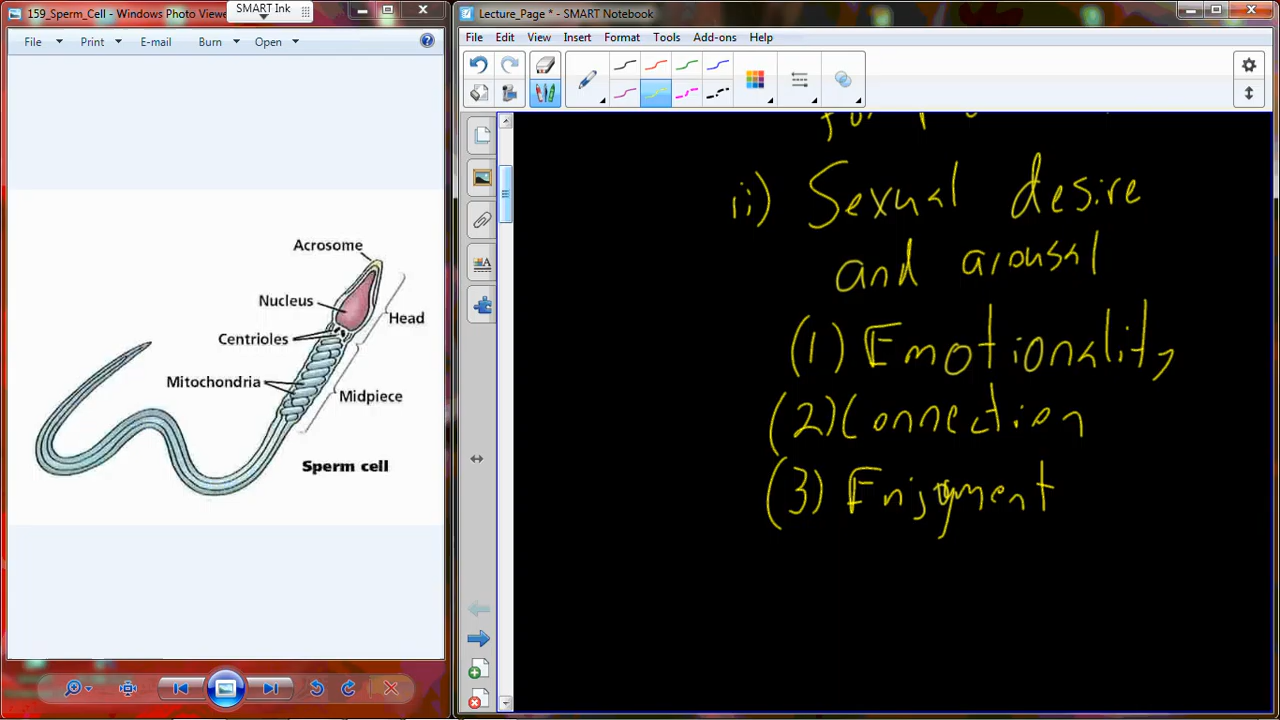 159_Sperm_Cell - Windows Photo Viewe
SMART Ink
File Print E-mail Burn Open
Acrosome
Nucleus
Head
Centrioles
Mitochondria
Midpiece
Sperm cell
Lecture_Page * - SMART Notebook
File Edit View Insert Format Tools Add-ons Help
ii) Sexual desire
and arousal
(1) Emotionality
(2) Connection
(3) Enjoyment